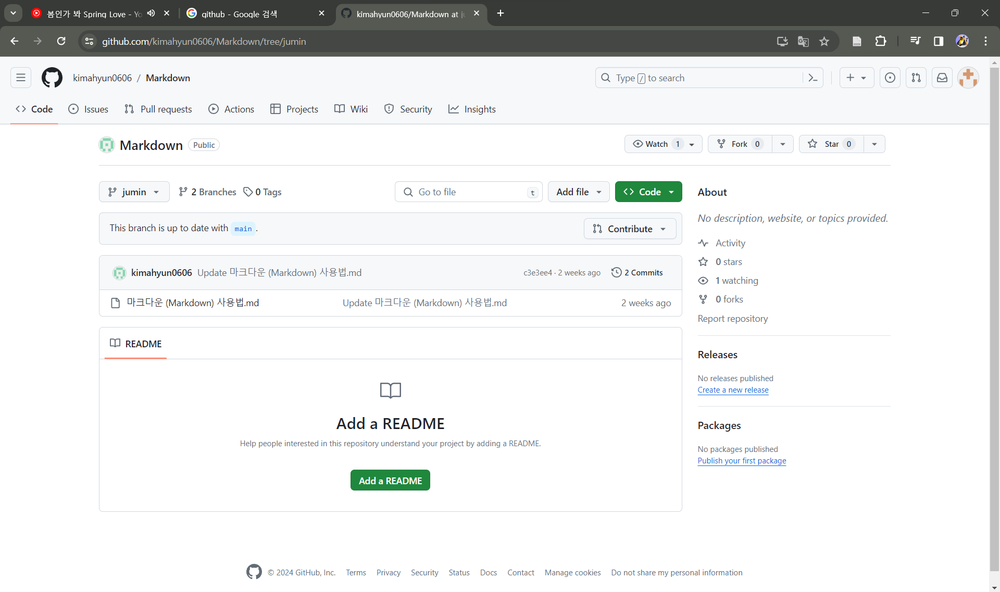 봄인가 봐 Spring Love - Yo
github - Google 검색
kimahyun0606/Markdown at ju
github.com/kimahyun0606/Markdown/tree/jumin
kimahyun0606 / Markdown
Type / to search
Code
Issues
Pull requests
Actions
Projects
Wiki
Security
Insights
Markdown Public
Watch 1
Fork 0
Star 0
jumin
2 Branches
0 Tags
Go to file t
Add file
Code
This branch is up to date with main .
Contribute
kimahyun0606 Update 마크다운 (Markdown) 사용법.md c3e3ee4 · 2 weeks ago 2 Commits
마크다운 (Markdown) 사용법.md Update 마크다운 (Markdown) 사용법.md 2 weeks ago
README
Add a README
Help people interested in this repository understand your project by adding a README.
Add a README
About
No description, website, or topics provided.
Activity
0 stars
1 watching
0 forks
Report repository
Releases
No releases published
Create a new release
Packages
No packages published
Publish your first package
© 2024 GitHub, Inc. Terms Privacy Security Status Docs Contact Manage cookies Do not share my personal information